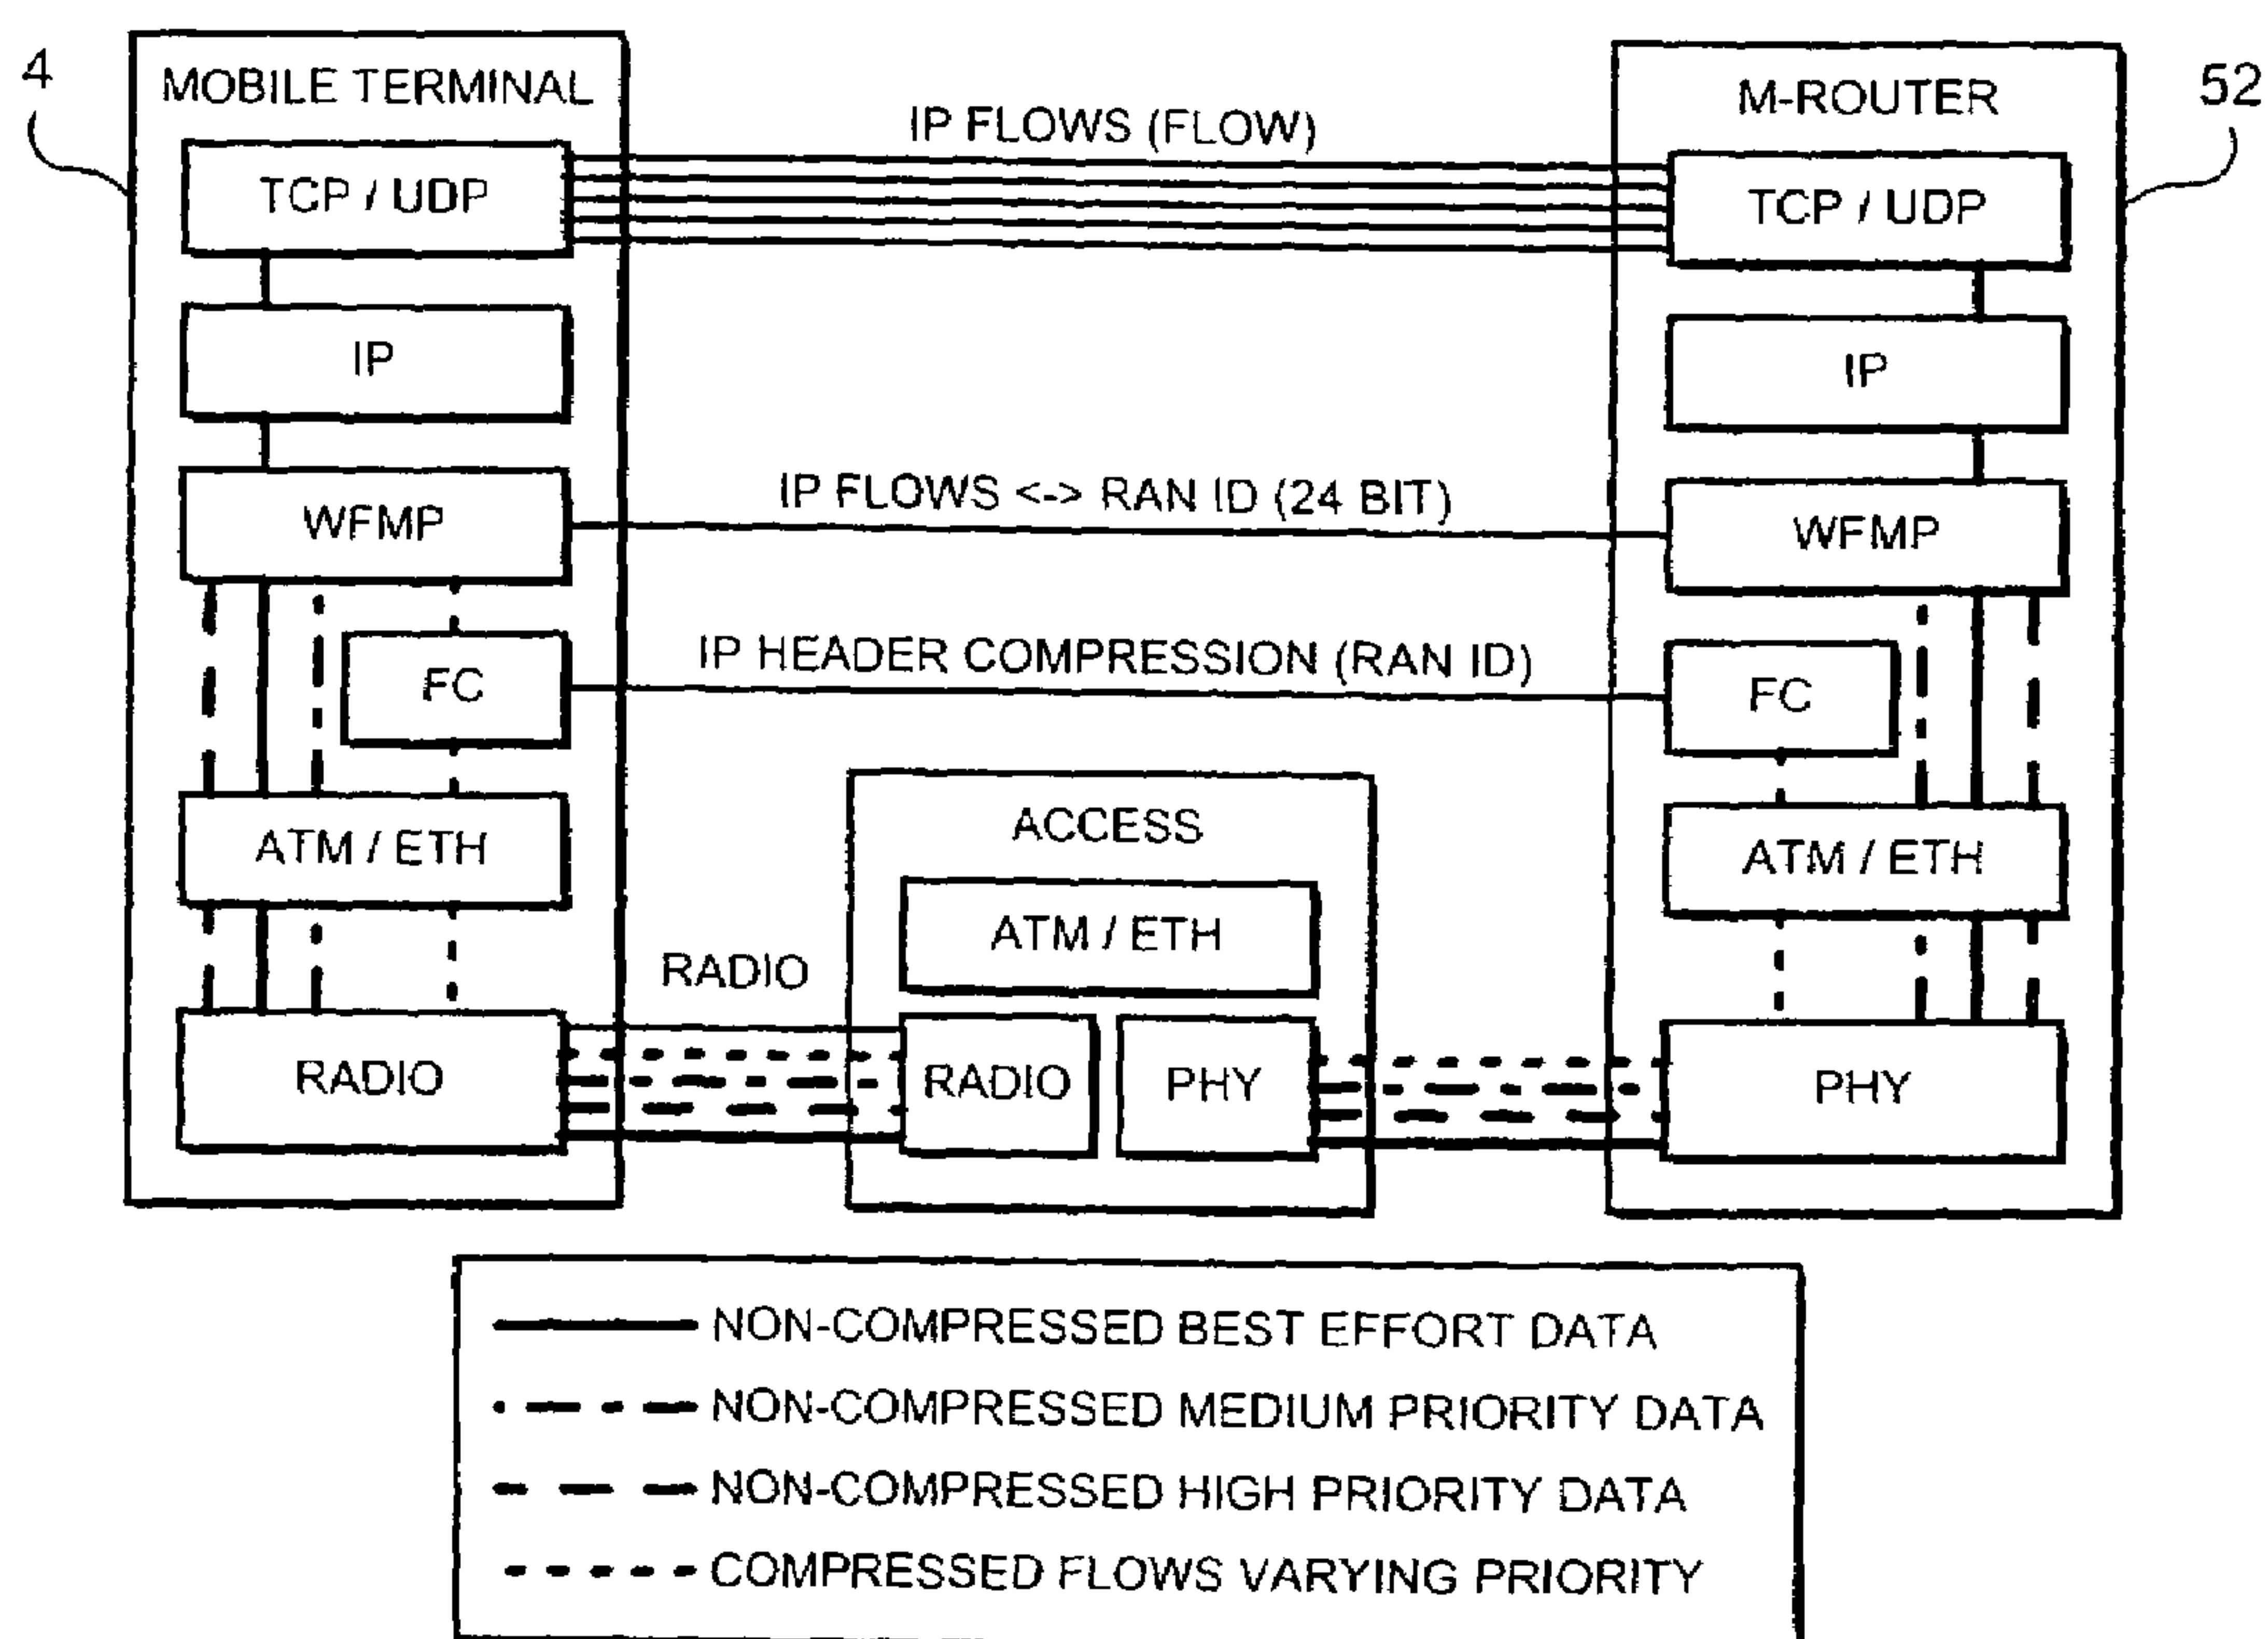 4
MOBILE TERMINAL
TCP / UDP
IP
WFMP
FC
ATM / ETH
RADIO
IP FLOWS (FLOW)
IP FLOWS <-> RAN ID (24 BIT)
IP HEADER COMPRESSION (RAN ID)
RADIO
ACCESS
ATM / ETH
RADIO
PHY
52
M-ROUTER
TCP / UDP
IP
WFMP
FC
ATM / ETH
PHY
NON-COMPRESSED BEST EFFORT DATA
NON-COMPRESSED MEDIUM PRIORITY DATA
NON-COMPRESSED HIGH PRIORITY DATA
COMPRESSED FLOWS VARYING PRIORITY